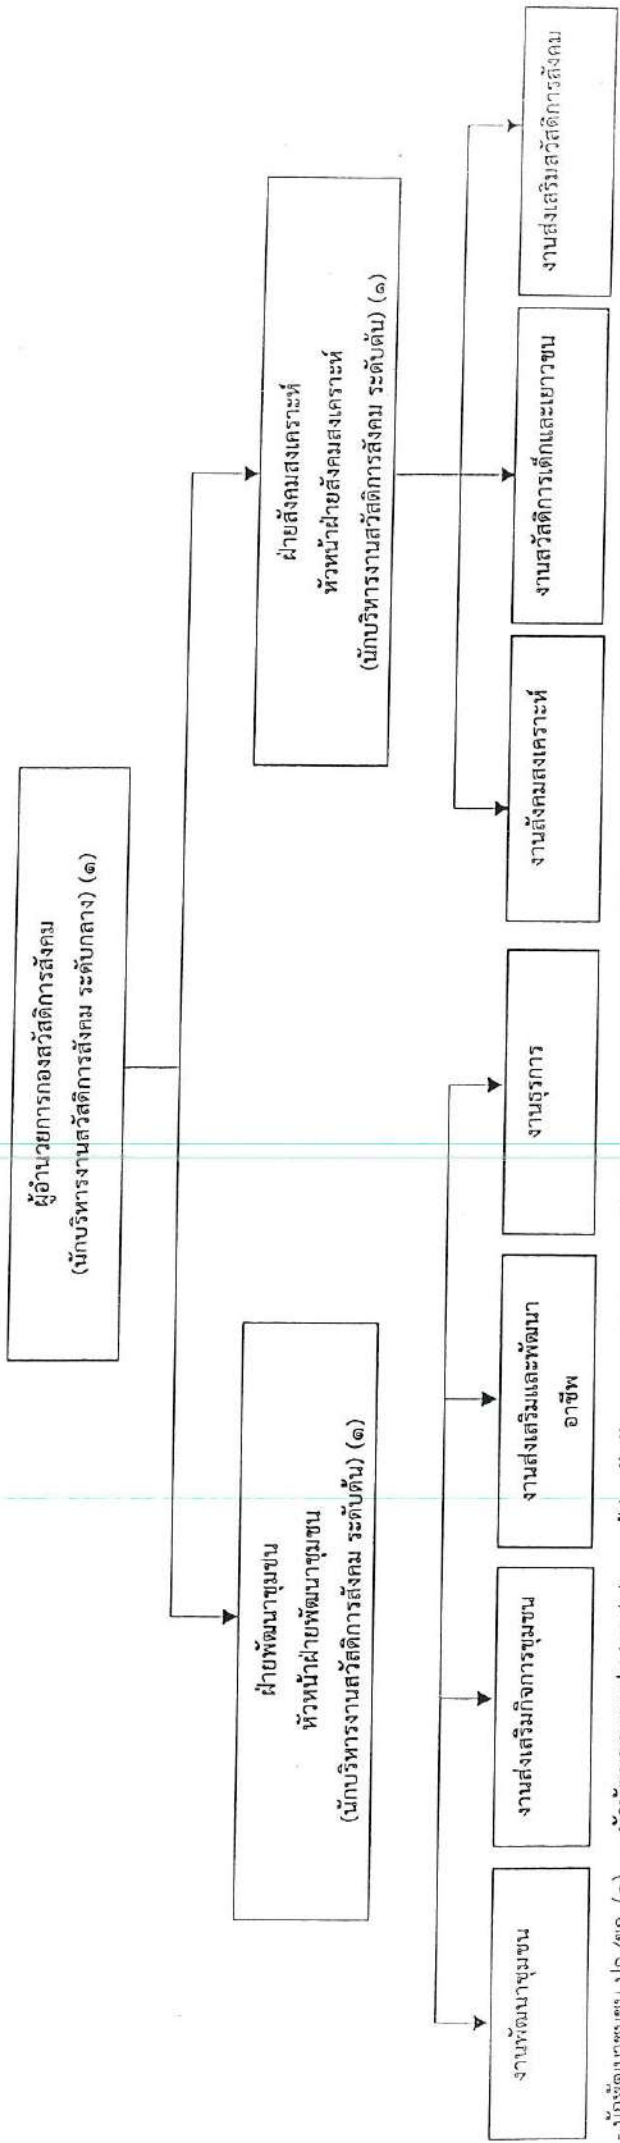 ผู้อำนวยการกองสวัสดิการสังคม
(นักบริหารงานสวัสดิการสังคม ระดับกลาง) (๑)
ฝ่ายพัฒนาชุมชน
หัวหน้าฝ่ายพัฒนาชุมชน
(นักบริหารงานสวัสดิการสังคม ระดับต้น) (๑)
ฝ่ายสังคมสงเคราะห์
หัวหน้าฝ่ายสังคมสงเคราะห์
(นักบริหารงานสวัสดิการสังคม ระดับต้น) (๑)
งานพัฒนาชุมชน
งานส่งเสริมกิจการชุมชน
งานส่งเสริมและพัฒนา
อาชีพ
งานธุรการ
งานสังคมสงเคราะห์
งานสวัสดิการเด็กและเยาวชน
งานส่งเสริมสวัสดิการสังคม